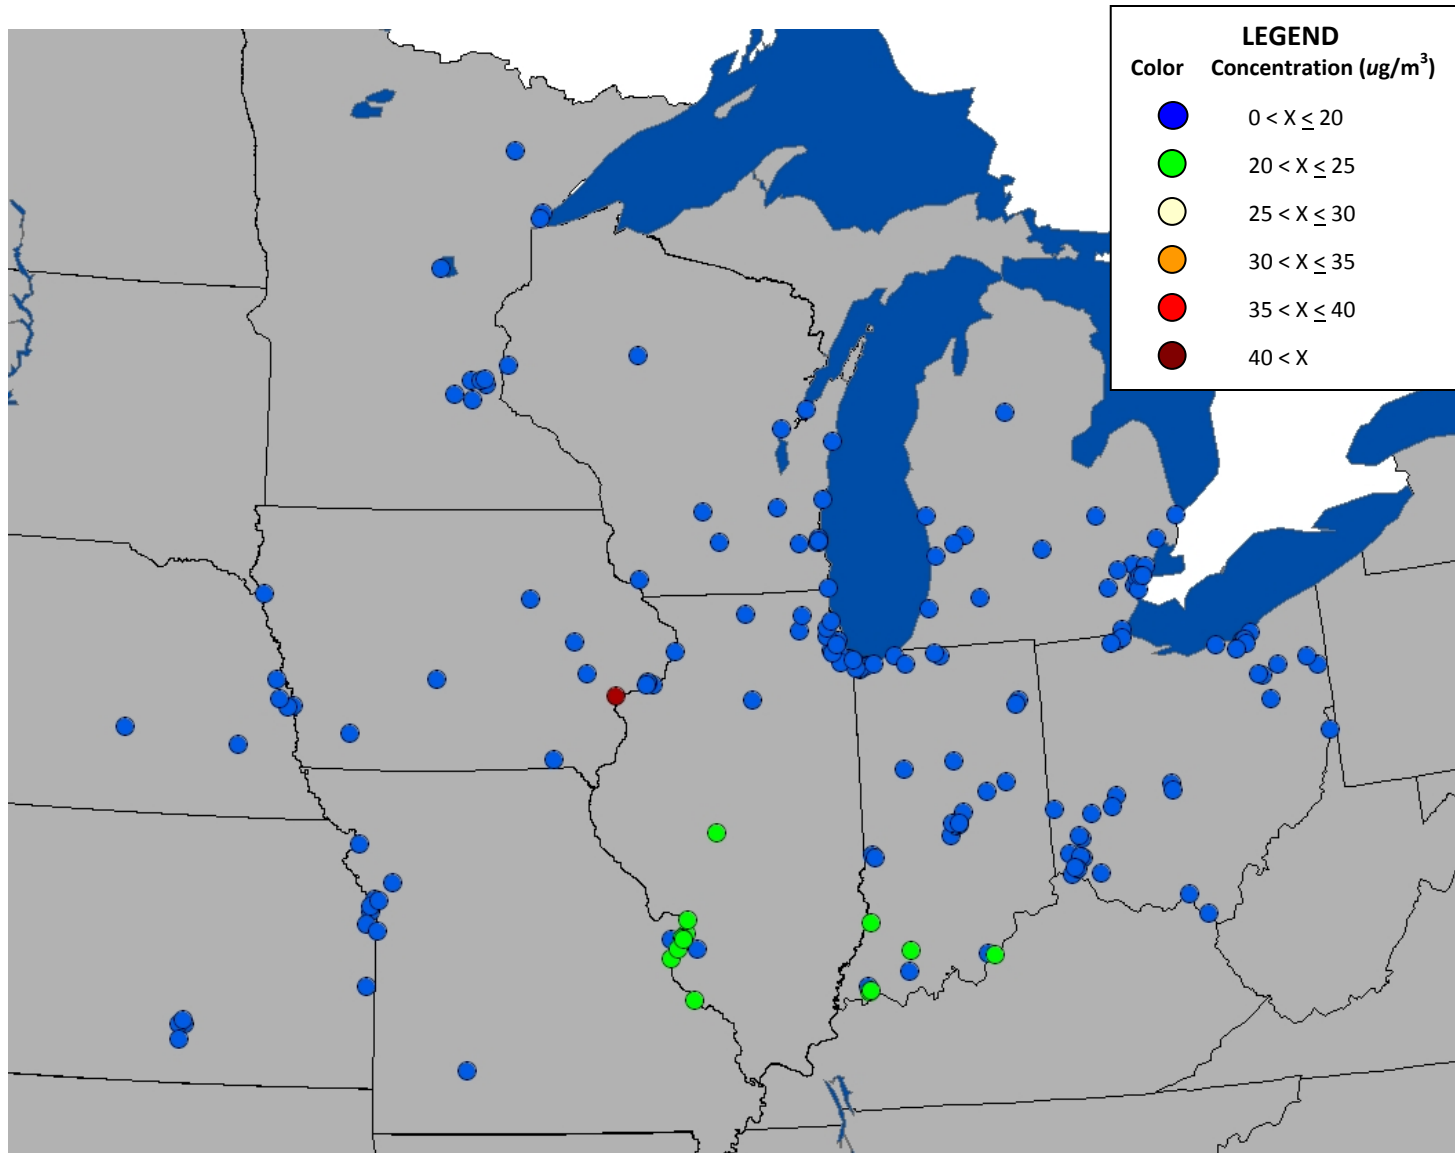 LEGEND
Color Concentration (ug/m³)
0 < X ≤ 20
20 < X ≤ 25
25 < X ≤ 30
30 < X ≤ 35
35 < X ≤ 40
40 < X